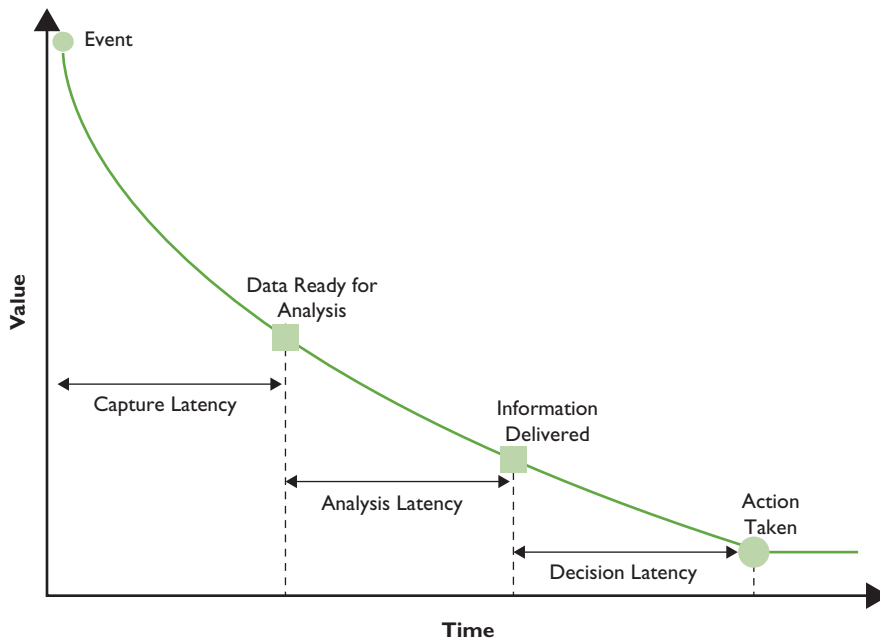 Event
Data Ready for
Analysis
Capture Latency
Information
Delivered
Analysis Latency
Action
Taken
Decision Latency
Value
Time